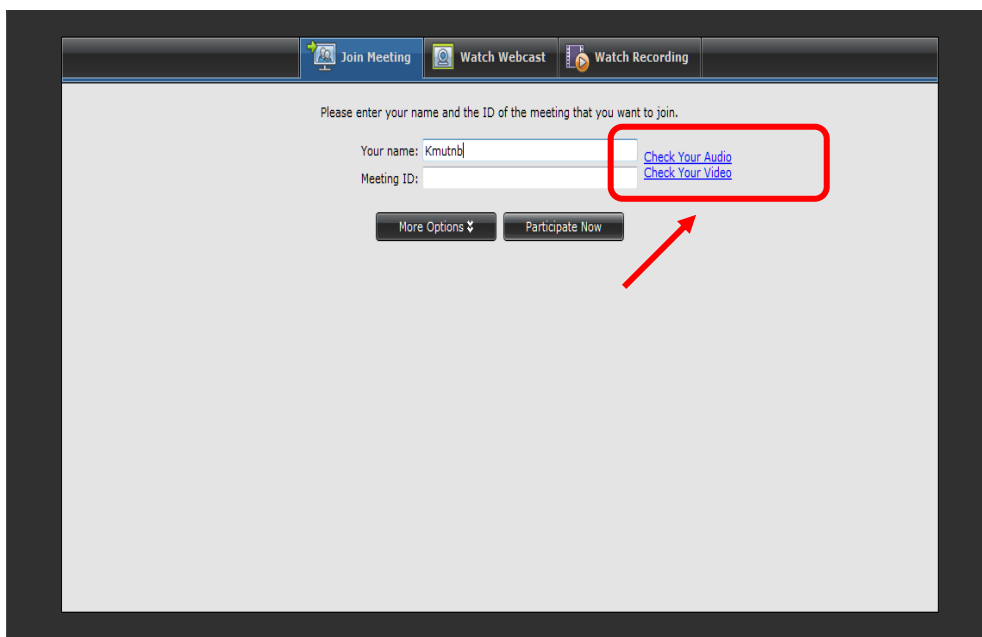 Join Meeting Watch Webcast Watch Recording
Please enter your name and the ID of the meeting that you want to join.
Your name: Kmutnb
Check Your Audio
Meeting ID:
Check Your Video
More Options Participate Now